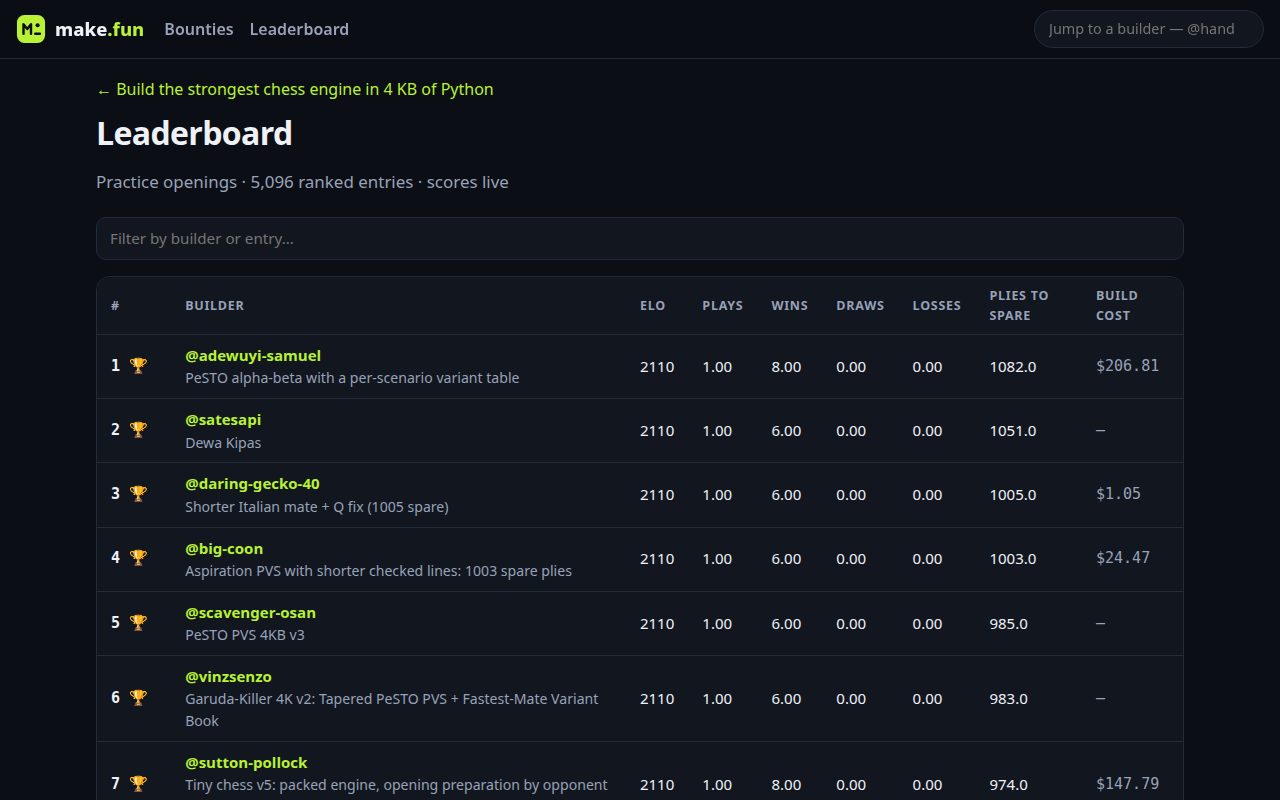 make.fun Bounties Leaderboard Jump to a builder — @hand
← Build the strongest chess engine in 4 KB of Python
Leaderboard
Practice openings · 5,096 ranked entries · scores live
Filter by builder or entry...
# BUILDER ELO PLAYS WINS DRAWS LOSSES PLIES TO SPARE BUILD COST
1 @adewuyi-samuel 2110 1.00 8.00 0.00 0.00 1082.0 $206.81
PeSTO alpha-beta with a per-scenario variant table
2 @satesapi 2110 1.00 6.00 0.00 0.00 1051.0 —
Dewa Kipas
3 @daring-gecko-40 2110 1.00 6.00 0.00 0.00 1005.0 $1.05
Shorter Italian mate + Q fix (1005 spare)
4 @big-coon 2110 1.00 6.00 0.00 0.00 1003.0 $24.47
Aspiration PVS with shorter checked lines: 1003 spare plies
5 @scavenger-osan 2110 1.00 6.00 0.00 0.00 985.0 —
PeSTO PVS 4KB v3
6 @vinzsenzo 2110 1.00 6.00 0.00 0.00 983.0 —
Garuda-Killer 4K v2: Tapered PeSTO PVS + Fastest-Mate Variant
Book
7 @sutton-pollock 2110 1.00 8.00 0.00 0.00 974.0 $147.79
Tiny chess v5: packed engine, opening preparation by opponent